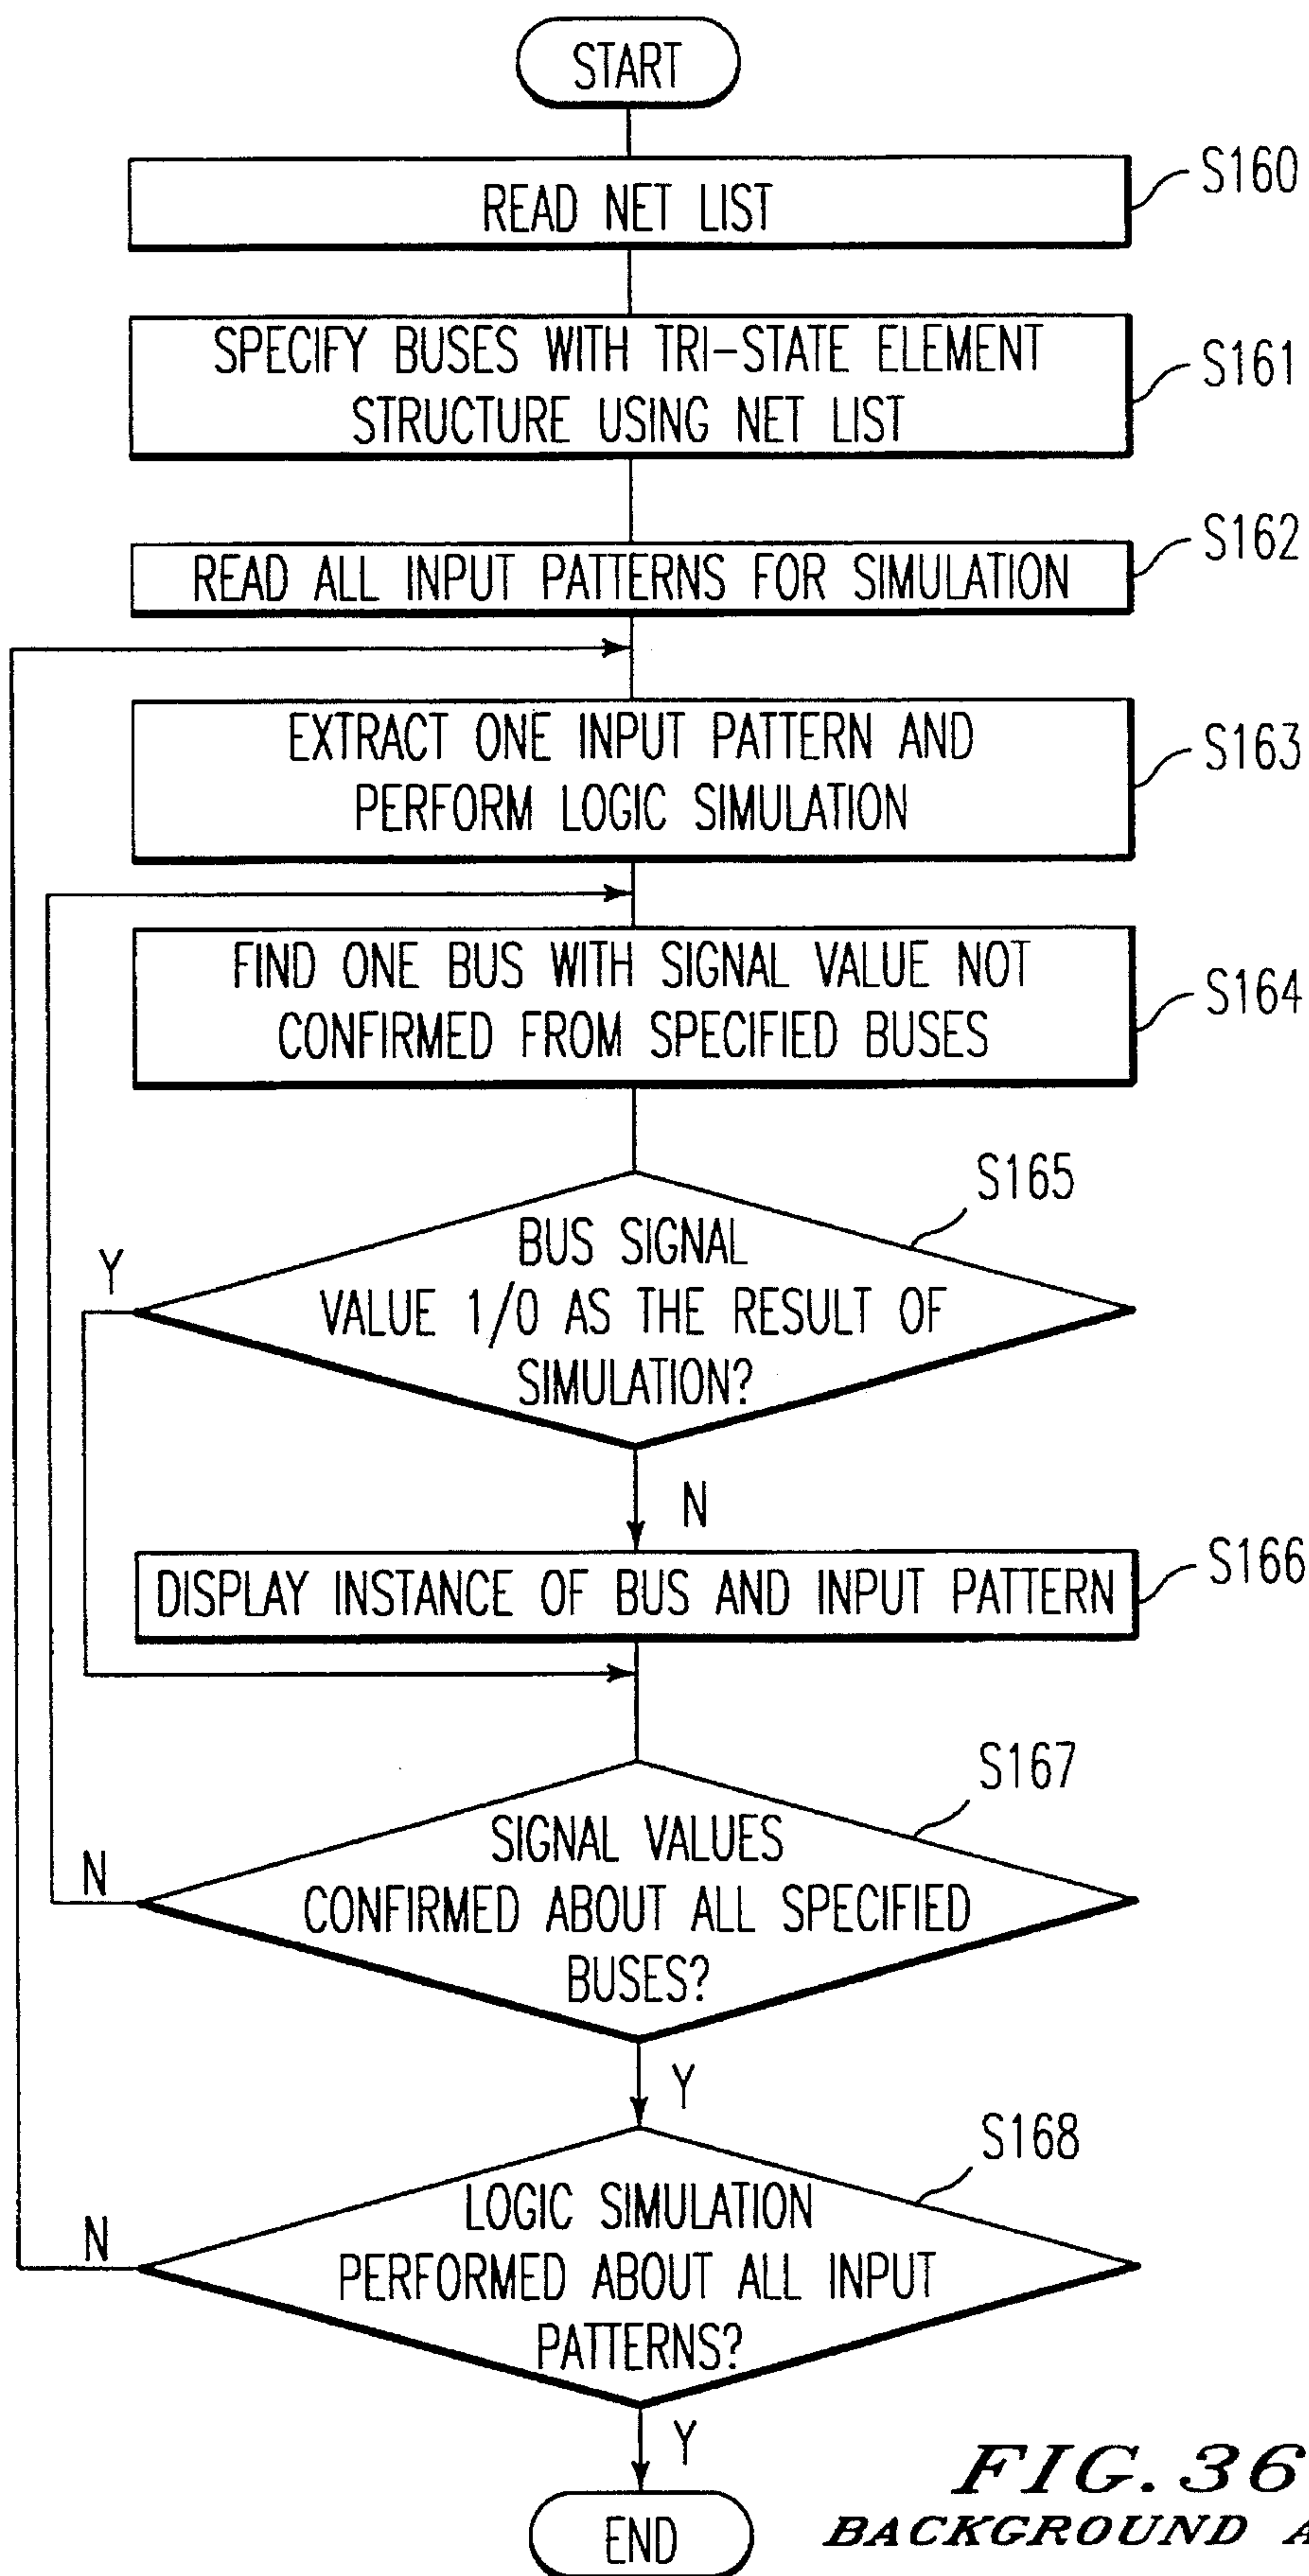 START
READ NET LIST
S160
SPECIFY BUSES WITH TRI-STATE ELEMENT
STRUCTURE USING NET LIST
S161
READ ALL INPUT PATTERNS FOR SIMULATION
S162
EXTRACT ONE INPUT PATTERN AND
PERFORM LOGIC SIMULATION
S163
FIND ONE BUS WITH SIGNAL VALUE NOT
CONFIRMED FROM SPECIFIED BUSES
S164
S165
BUS SIGNAL
VALUE 1/0 AS THE RESULT OF
SIMULATION?
Y
N
DISPLAY INSTANCE OF BUS AND INPUT PATTERN
S166
S167
SIGNAL VALUES
CONFIRMED ABOUT ALL SPECIFIED
BUSES?
N
Y
S168
LOGIC SIMULATION
PERFORMED ABOUT ALL INPUT
PATTERNS?
N
Y
END
FIG. 36
BACKGROUND A